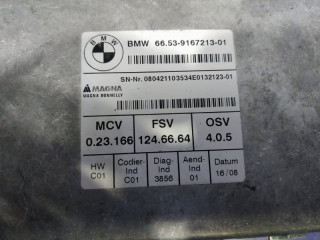 BMW
BMW 66.53-9167213-01
SN-Nr. 080421103534E0132123-01
MAGNA
MAGNA DONNELLY
MCV FSV OSV
0.23.166 124.66.64 4.0.5
HW Codier- Diag- Aend- Datum
Ind Ind Ind
C01 C01 3856 01 16/08